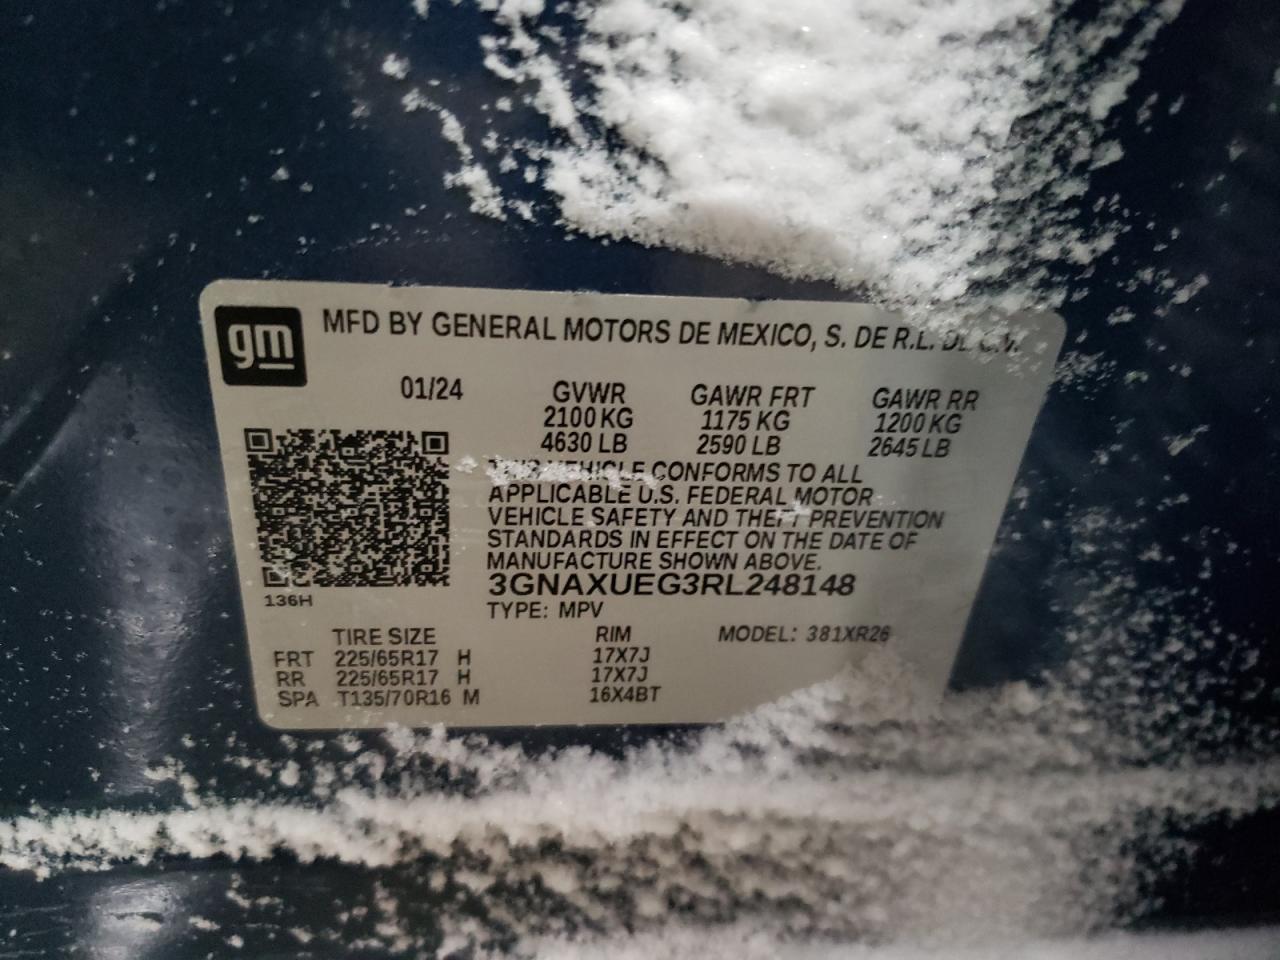 gm
MFD BY GENERAL MOTORS DE MEXICO, S. DE R.L. DE C.V.
01/24 GVWR GAWR FRT GAWR RR
2100 KG 1175 KG 1200 KG
4630 LB 2590 LB 2645 LB
THIS VEHICLE CONFORMS TO ALL
APPLICABLE U.S. FEDERAL MOTOR
VEHICLE SAFETY AND THEFT PREVENTION
STANDARDS IN EFFECT ON THE DATE OF
MANUFACTURE SHOWN ABOVE.
3GNAXUEG3RL248148
136H
TYPE: MPV
TIRE SIZE RIM MODEL: 381XR26
FRT 225/65R17 H 17X7J
RR 225/65R17 H 17X7J
SPA T135/70R16 M 16X4BT